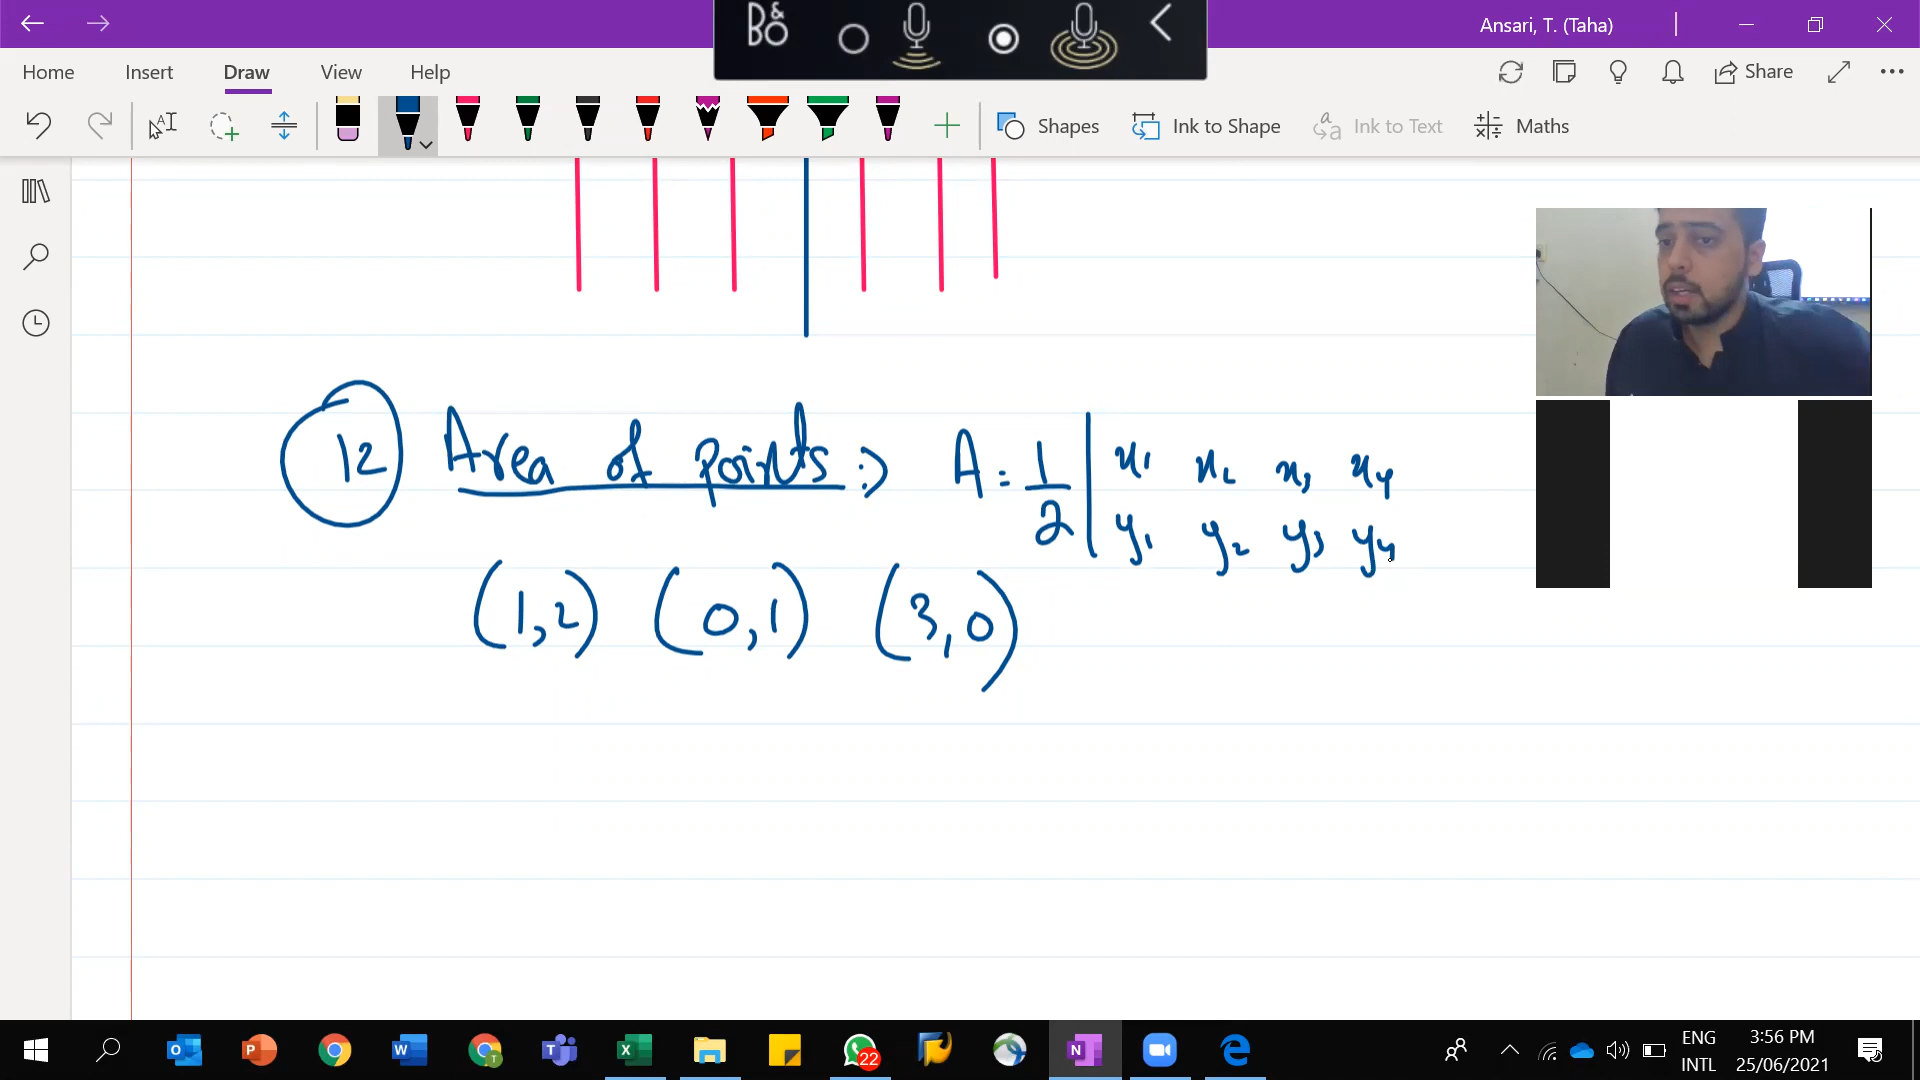 B&O
Ansari, T. (Taha)
Home Insert Draw View Help
Share
Shapes Ink to Shape Ink to Text Maths
12 Area of points :⇒ A = 1/2 | x1 x2 x3 x4
y1 y2 y3 y4
(1,2) (0,1) (3,0)
22
ENG
INTL
3:56 PM
25/06/2021